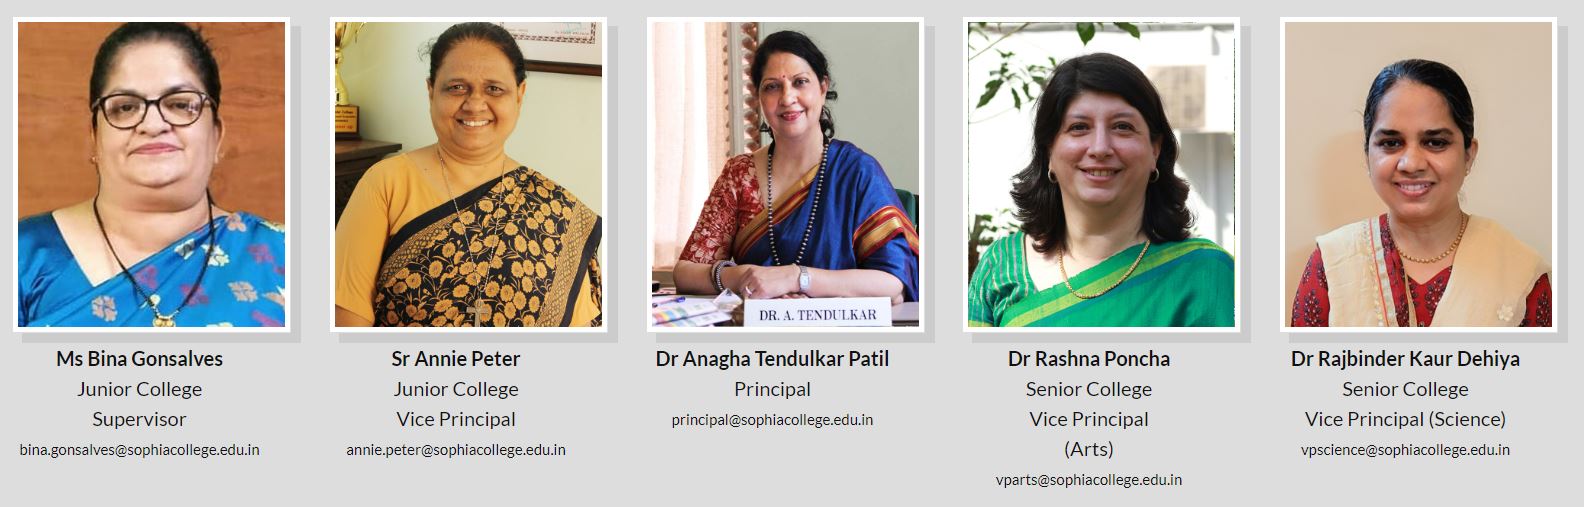 DR. A. TENDULKAR
Ms Bina Gonsalves
Junior College
Supervisor
bina.gonsalves@sophiacollege.edu.in
Sr Annie Peter
Junior College
Vice Principal
annie.peter@sophiacollege.edu.in
Dr Anagha Tendulkar Patil
Principal
principal@sophiacollege.edu.in
Dr Rashna Poncha
Senior College
Vice Principal
(Arts)
vparts@sophiacollege.edu.in
Dr Rajbinder Kaur Dehiya
Senior College
Vice Principal (Science)
vpscience@sophiacollege.edu.in